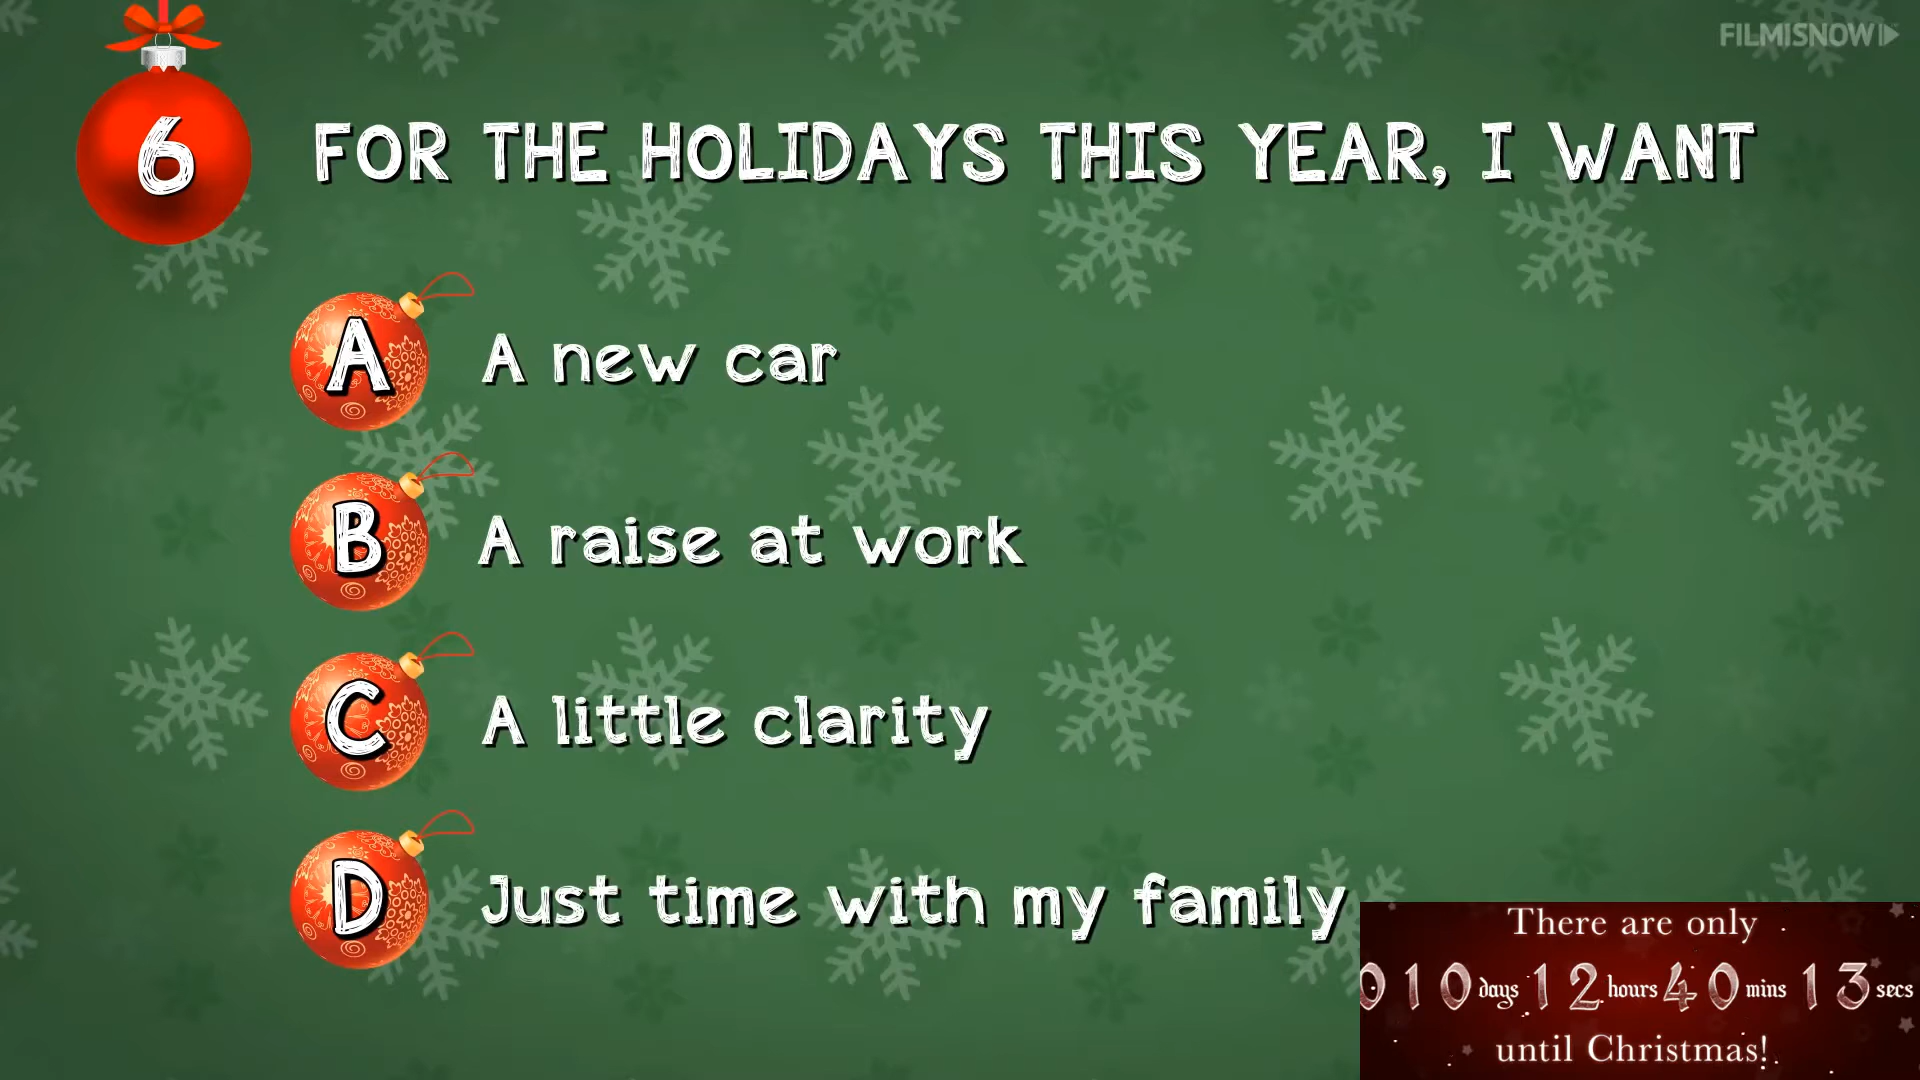 FILMISNOW
6 FOR THE HOLIDAYS THIS YEAR, I WANT
A A new car
B A raise at work
C A little clarity
D Just time with my family
There are only
010 days 12 hours 40 mins 13 secs
until Christmas!